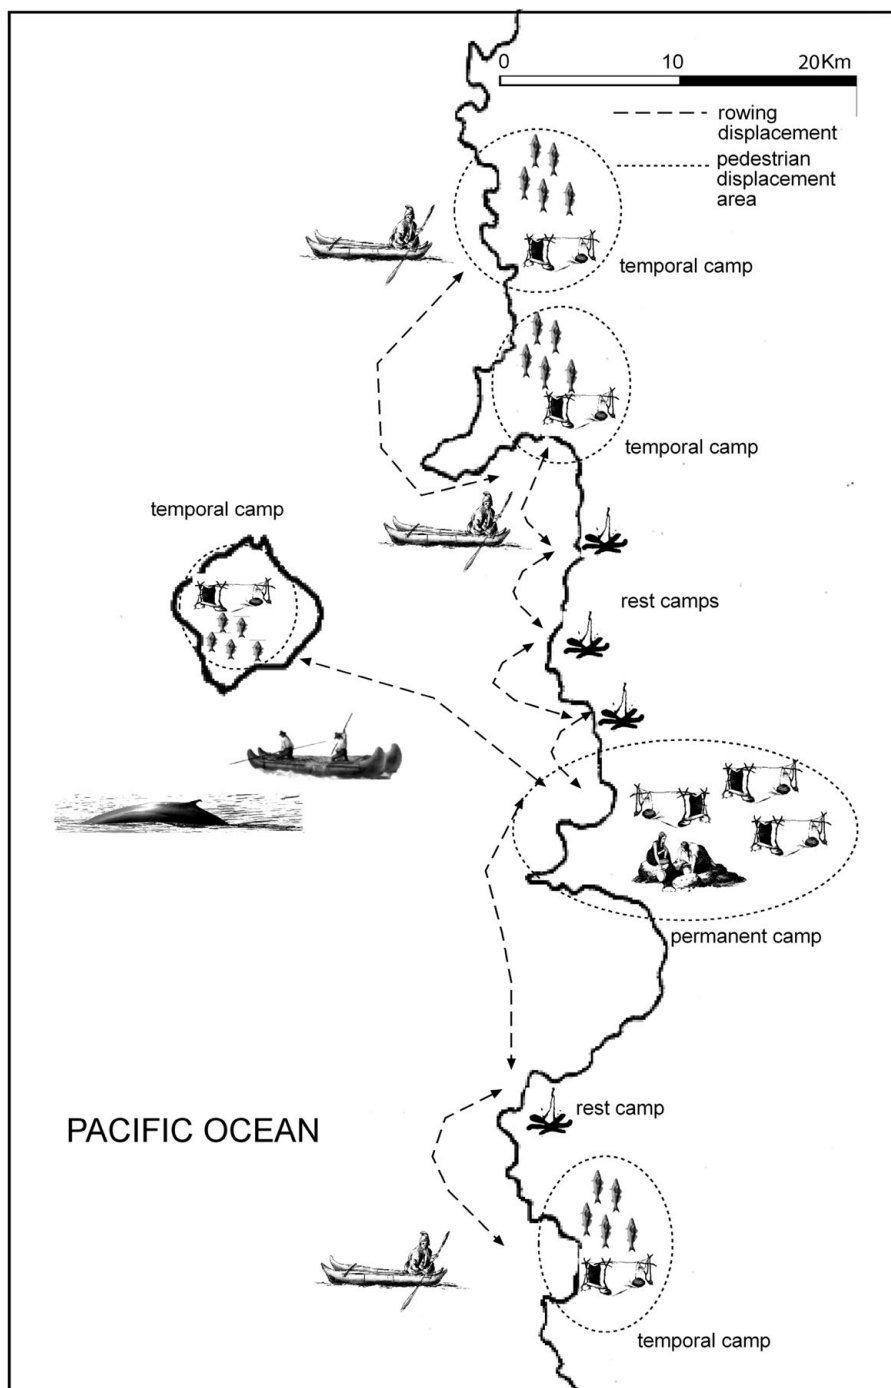 0 10 20Km
rowing
displacement
pedestrian
displacement
area
temporal camp
temporal camp
temporal camp
rest camps
permanent camp
rest camp
PACIFIC OCEAN
temporal camp